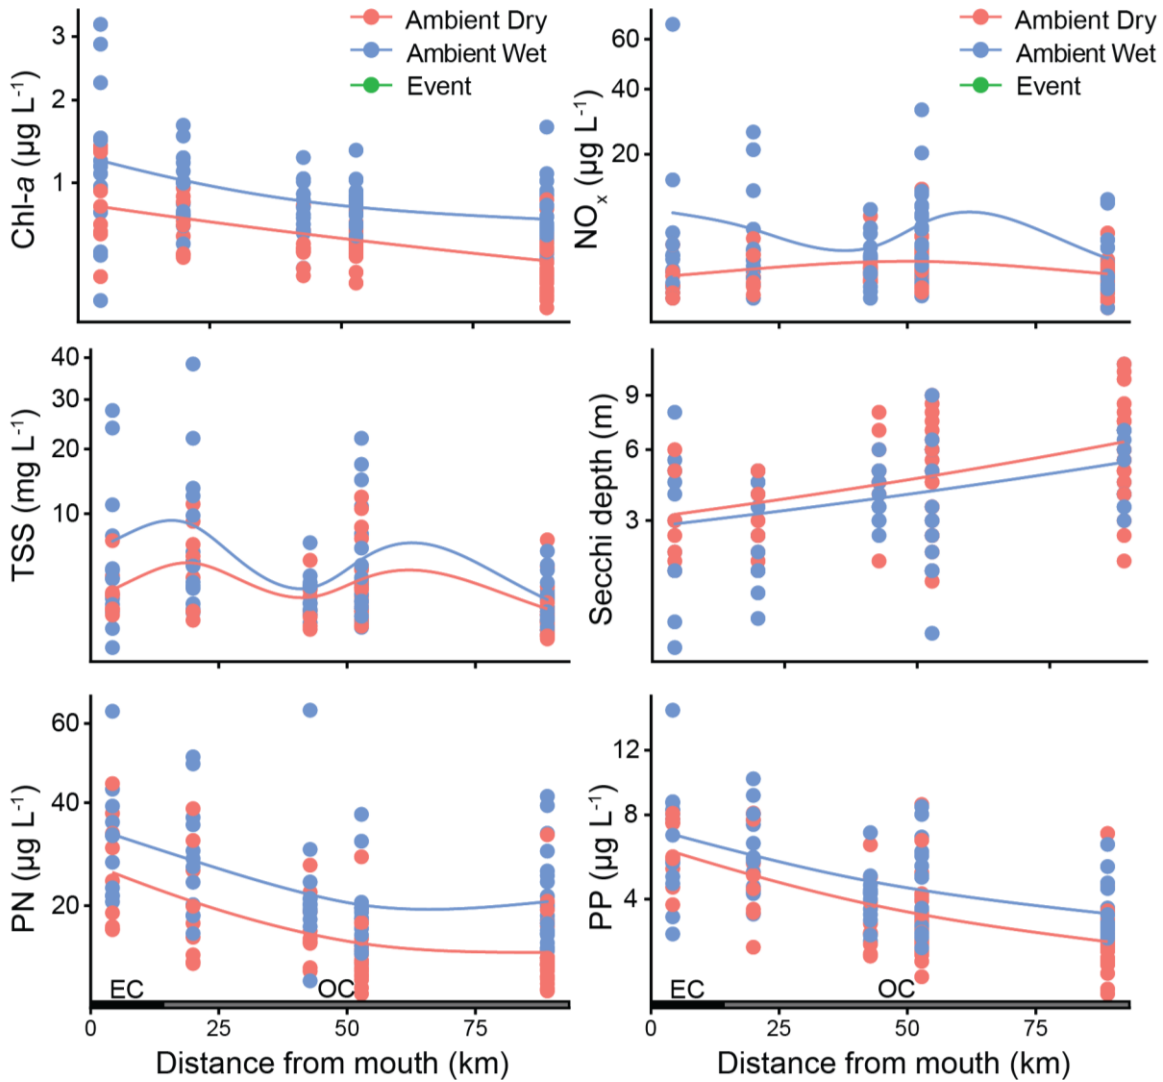 Chl-a (µg L⁻¹)
3
2
1
Ambient Dry
Ambient Wet
Event
NOₓ (µg L⁻¹)
60
40
20
Ambient Dry
Ambient Wet
Event
TSS (mg L⁻¹)
40
30
20
10
Secchi depth (m)
9
6
3
PN (µg L⁻¹)
60
40
20
EC
OC
0
25
50
75
Distance from mouth (km)
PP (µg L⁻¹)
12
8
4
EC
OC
0
25
50
75
Distance from mouth (km)